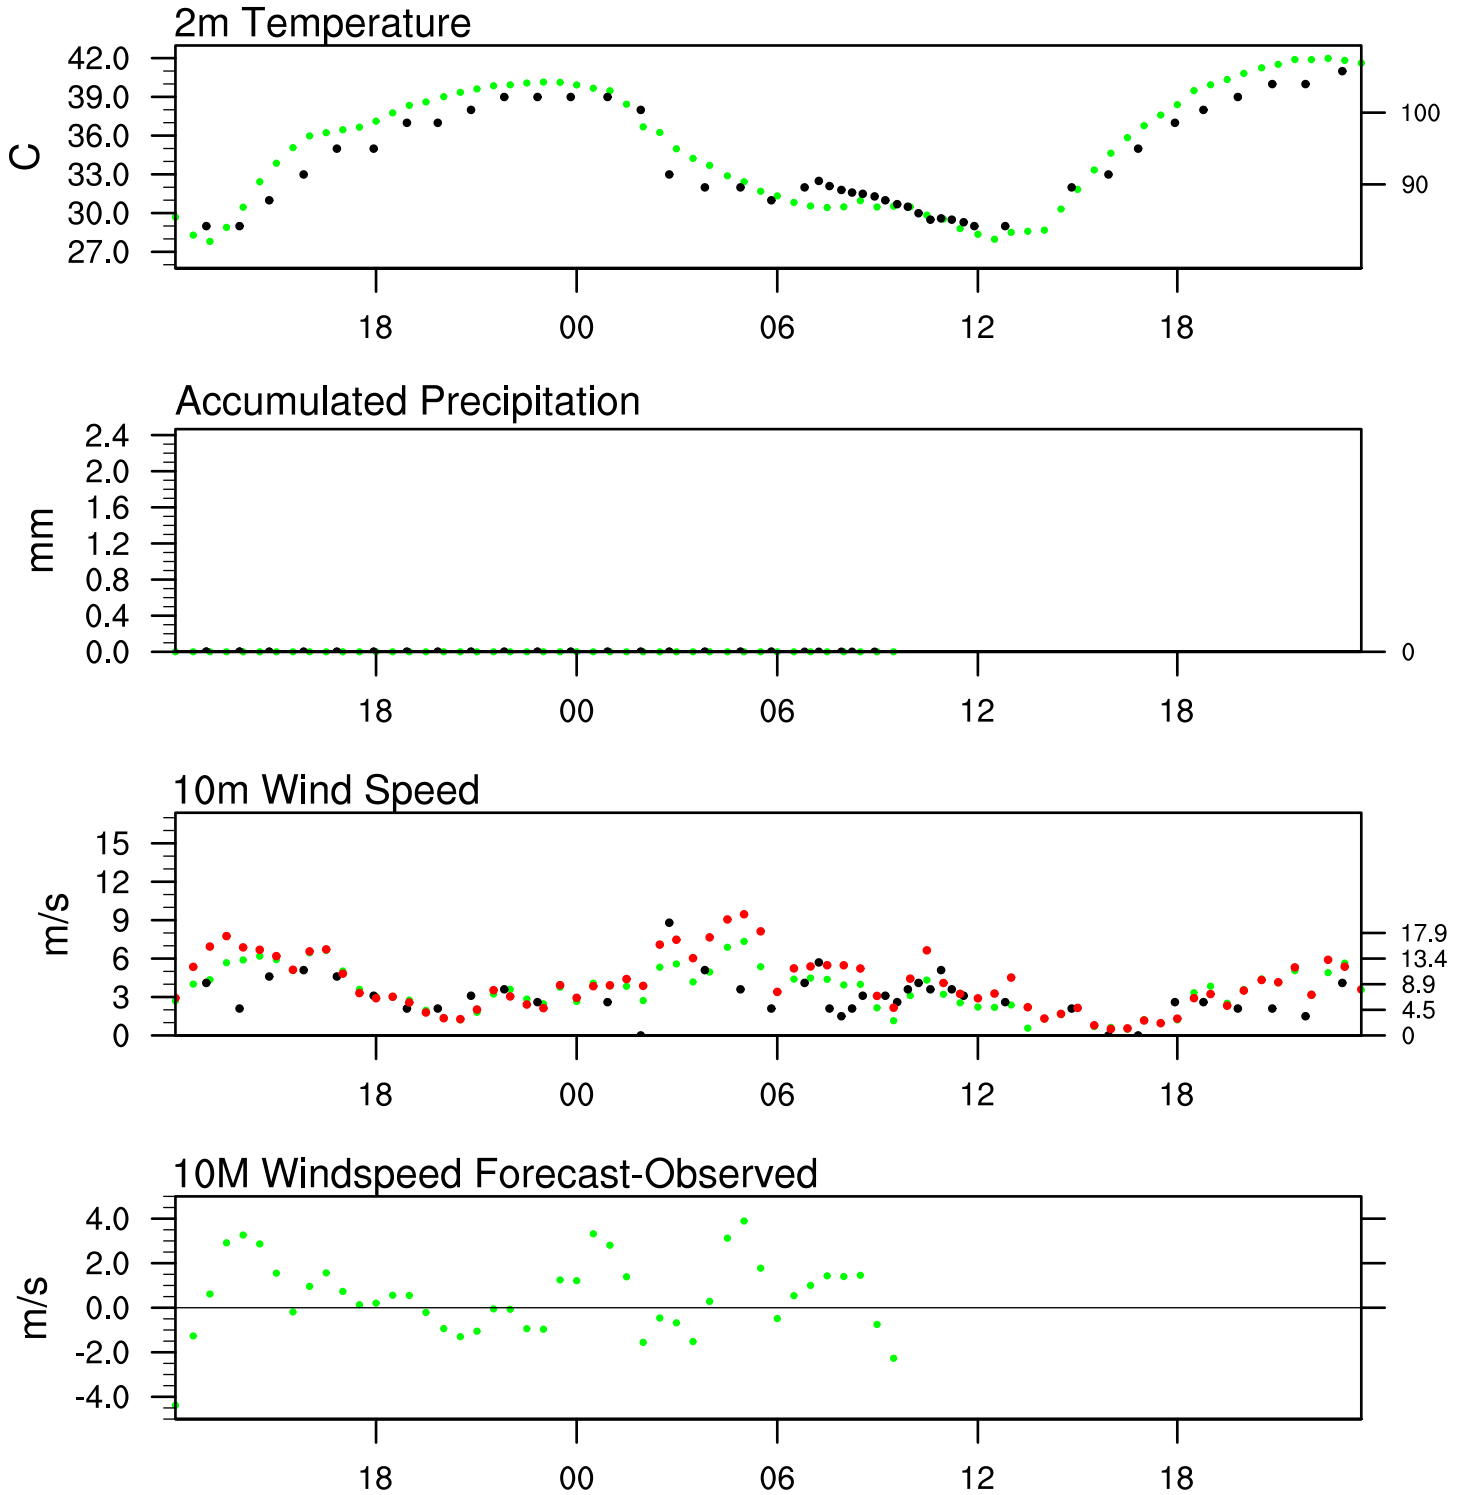 2m Temperature
42.0
39.0
36.0
33.0
30.0
27.0
C
100
90
18 00 06 12 18
Accumulated Precipitation
2.4
2.0
1.6
1.2
0.8
0.4
0.0
mm
0
18 00 06 12 18
10m Wind Speed
15
12
9
6
3
0
m/s
17.9
13.4
8.9
4.5
0
18 00 06 12 18
10M Windspeed Forecast-Observed
4.0
2.0
0.0
-2.0
-4.0
m/s
18 00 06 12 18